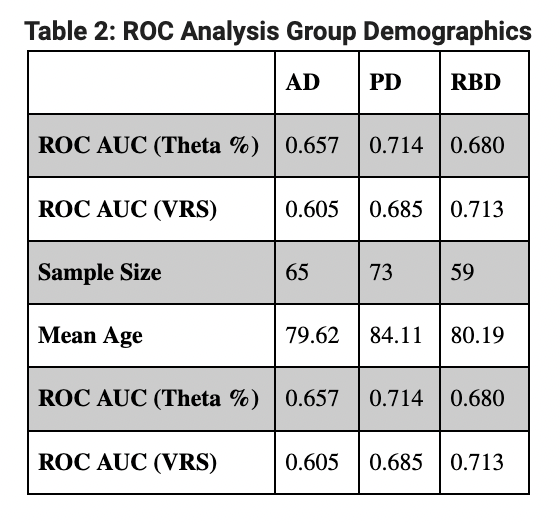 Table 2: ROC Analysis Group Demographics
AD PD RBD
ROC AUC (Theta %) 0.657 0.714 0.680
ROC AUC (VRS) 0.605 0.685 0.713
Sample Size 65 73 59
Mean Age 79.62 84.11 80.19
ROC AUC (Theta %) 0.657 0.714 0.680
ROC AUC (VRS) 0.605 0.685 0.713